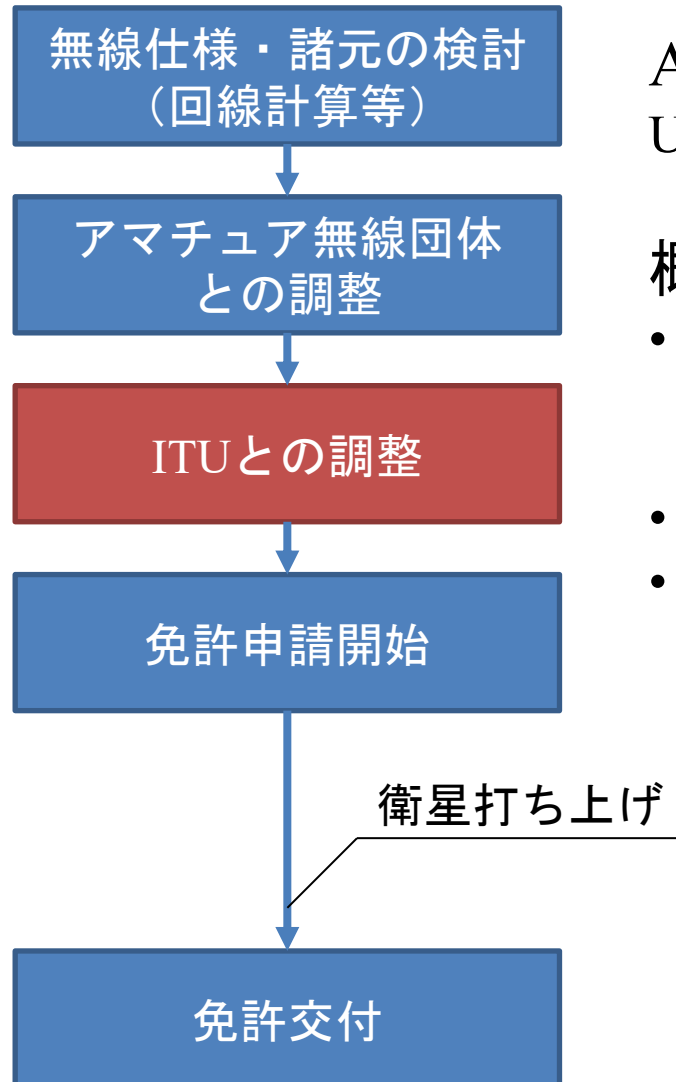 無線仕様・諸元の検討
（回線計算等）
アマチュア無線団体
との調整
ITUとの調整
免許申請開始
衛星打ち上げ
免許交付
A
U
•
•
•